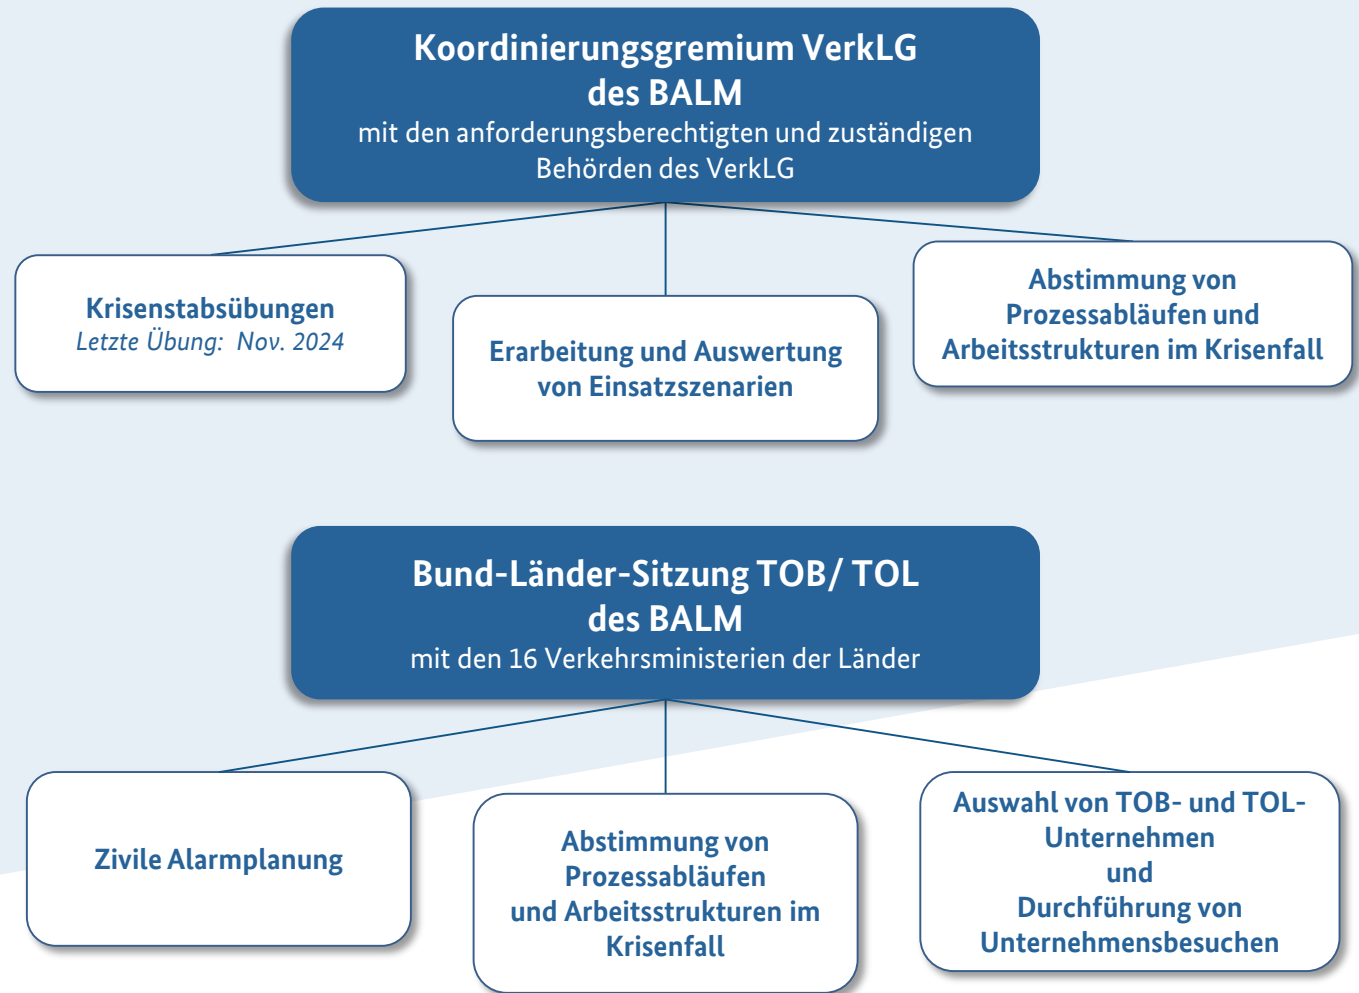 Koordinierungsgremium VerkLG
des BALM
mit den anforderungsberechtigten und zuständigen
Behörden des VerkLG
Krisenstabsübungen
Letzte Übung: Nov. 2024
Erarbeitung und Auswertung
von Einsatzszenarien
Abstimmung von
Prozessabläufen und
Arbeitsstrukturen im Krisenfall
Bund-Länder-Sitzung TOB/ TOL
des BALM
mit den 16 Verkehrsministerien der Länder
Zivile Alarmplanung
Abstimmung von
Prozessabläufen
und Arbeitsstrukturen im
Krisenfall
Auswahl von TOB- und TOL-
Unternehmen
und
Durchführung von
Unternehmensbesuchen